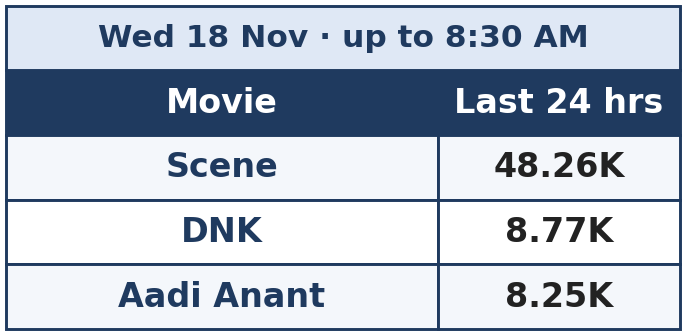 Wed 18 Nov · up to 8:30 AM
Movie Last 24 hrs
Scene 48.26K
DNK 8.77K
Aadi Anant 8.25K